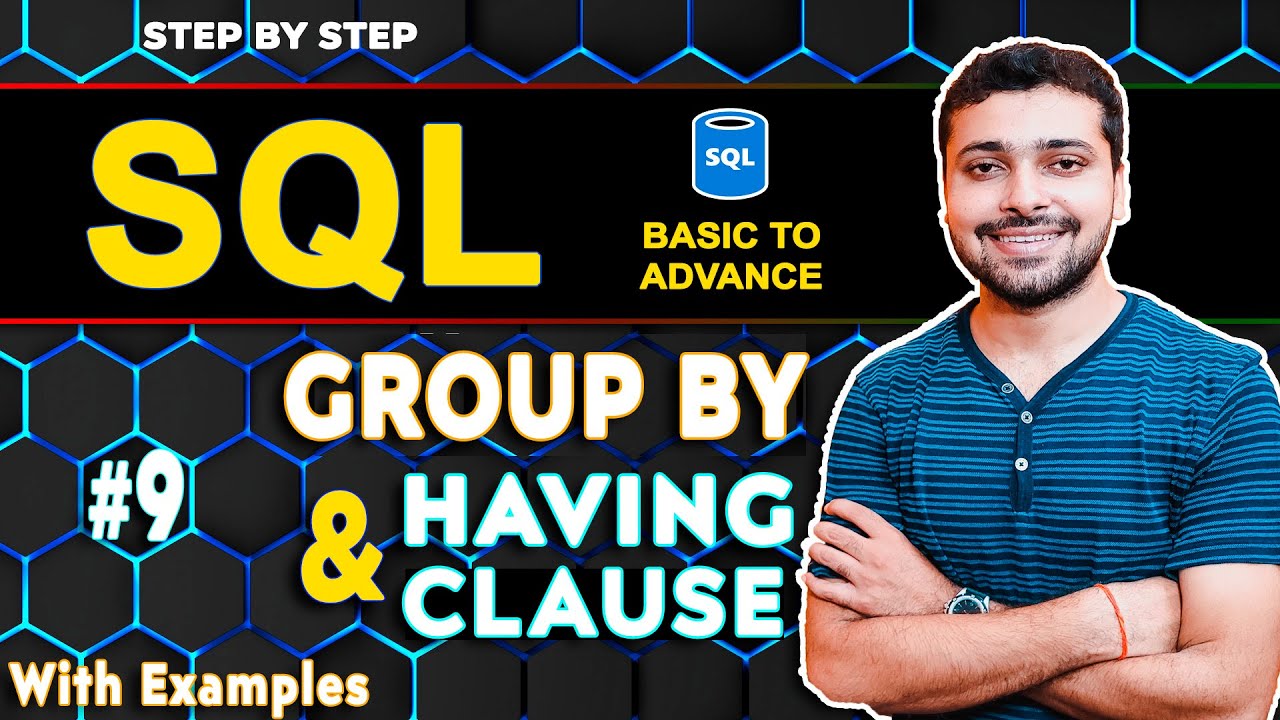 STEP BY STEP
SQL
SQL
BASIC TO
ADVANCE
GROUP BY
#9
& HAVING
CLAUSE
With Examples